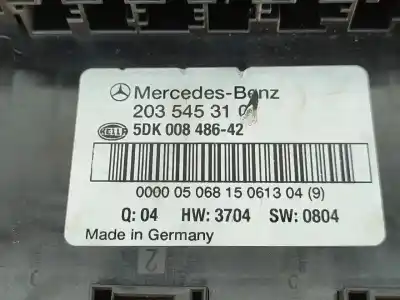 Mercedes-Benz
203 545 31 0
HELLA 5DK 008 486-42
0000 05 068 15 0613 04 (9)
Q: 04 HW: 3704 SW: 0804
Made in Germany
2